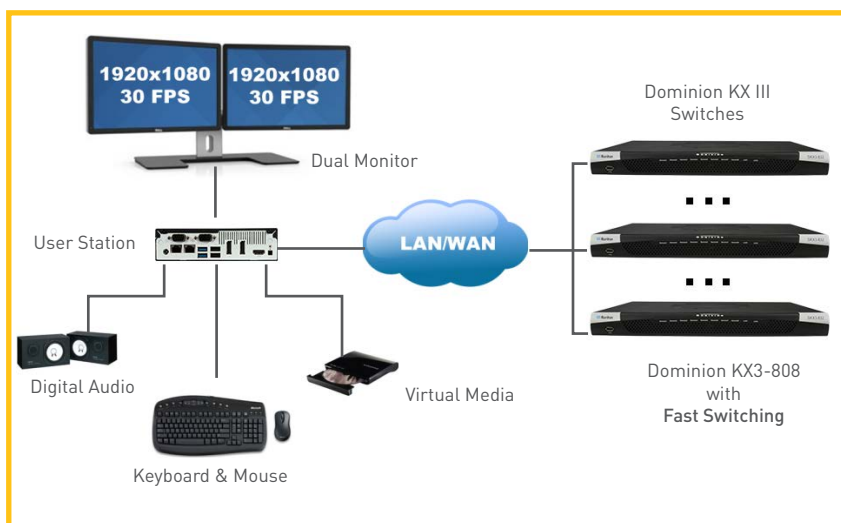 1920x1080
30 FPS
1920x1080
30 FPS
Dual Monitor
Dominion KX III
Switches
User Station
LAN/WAN
Digital Audio
Virtual Media
Keyboard & Mouse
Dominion KX3-808
with
Fast Switching